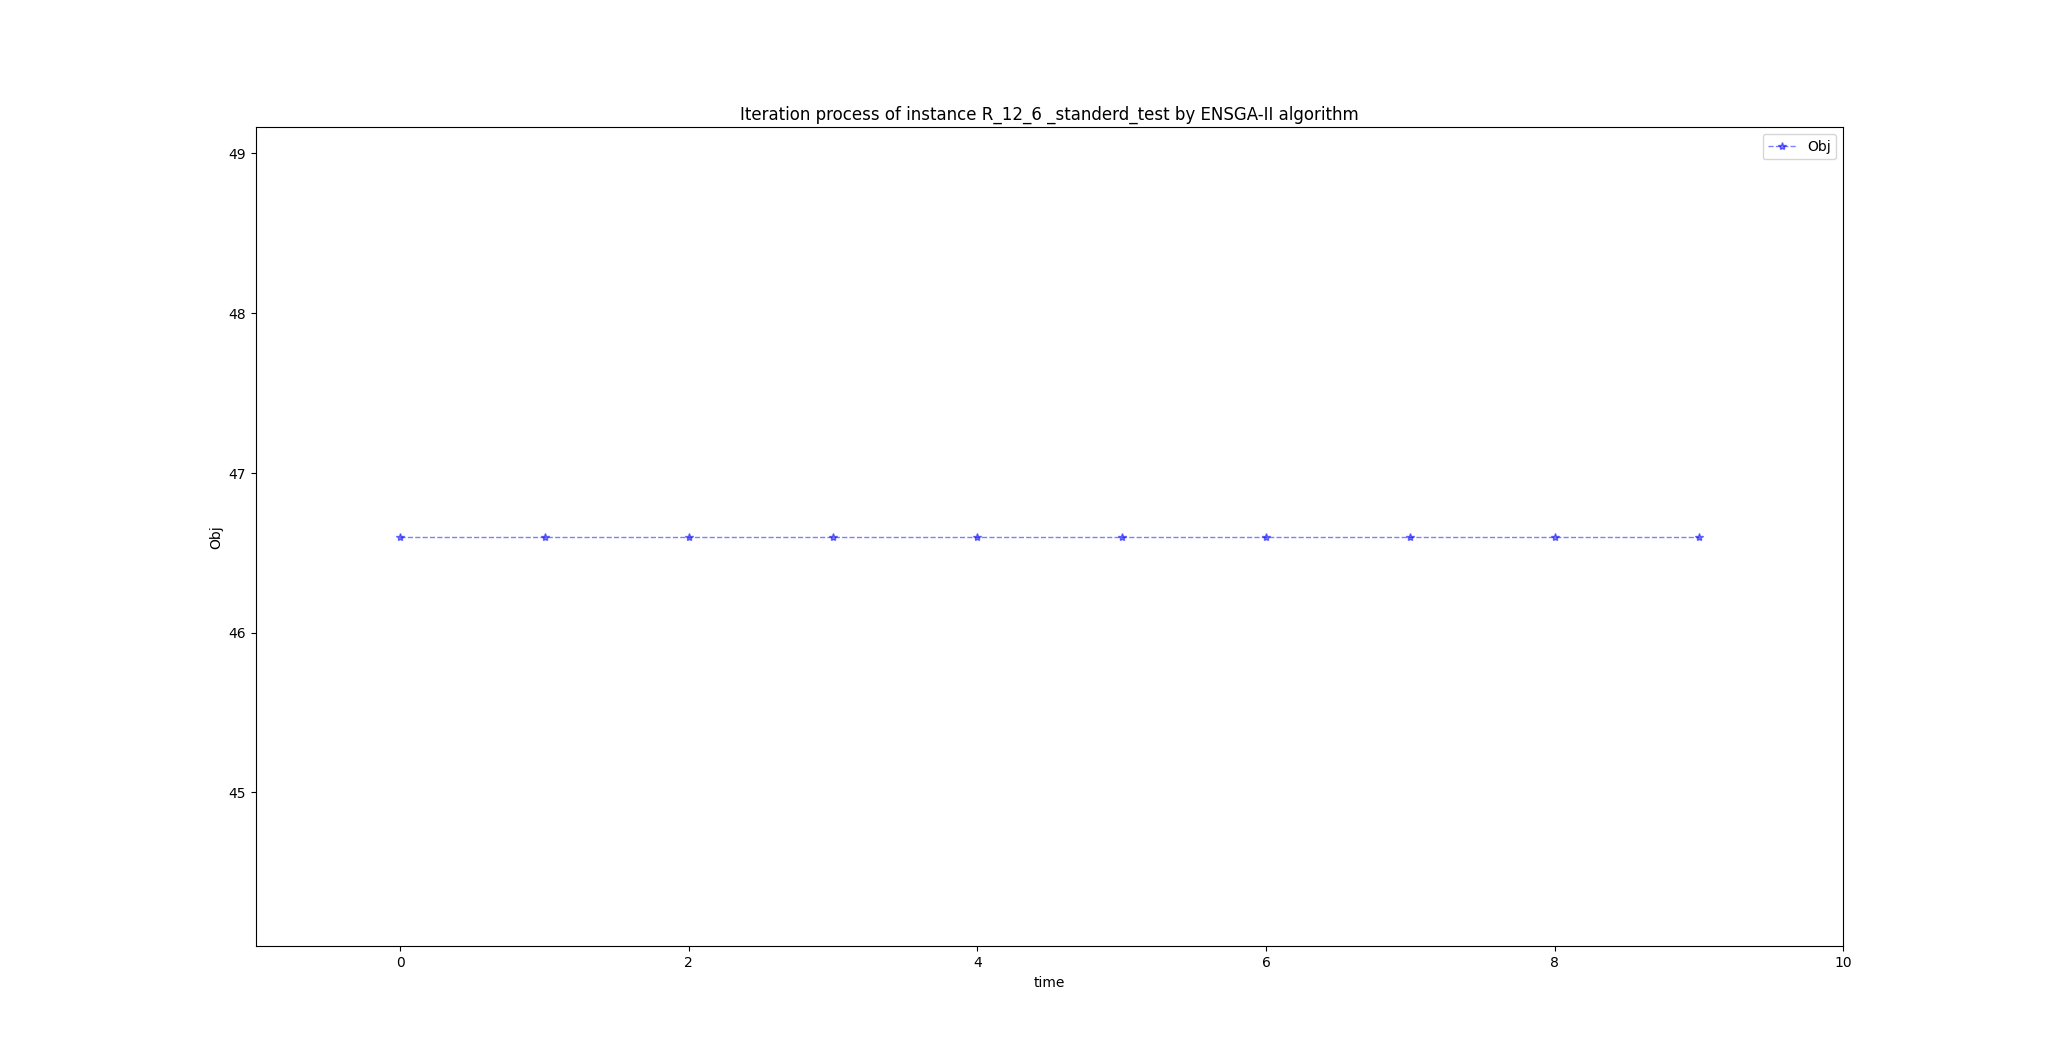 Iteration process of instance R_12_6 _standerd_test by ENSGA-II algorithm
Obj
49
48
47
46
45
Obj
0 2 4 6 8 10
time